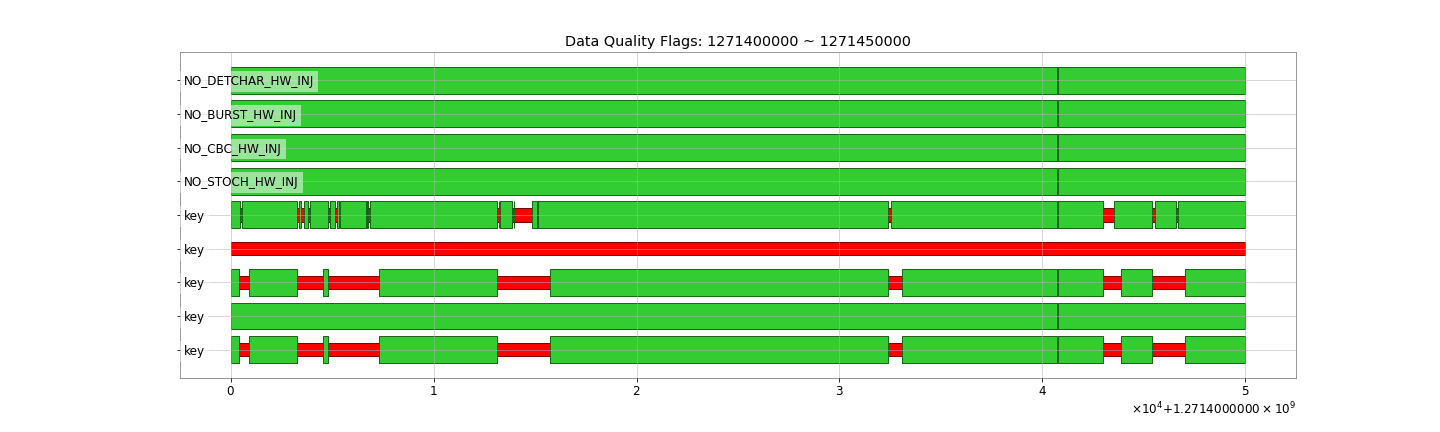 Data Quality Flags: 1271400000 ~ 1271450000
NO_DETCHAR_HW_INJ
NO_BURST_HW_INJ
NO_CBC_HW_INJ
NO_STOCH_HW_INJ
key
key
key
key
key
0 1 2 3 4 5
×10⁴+1.2714000000 × 10⁹